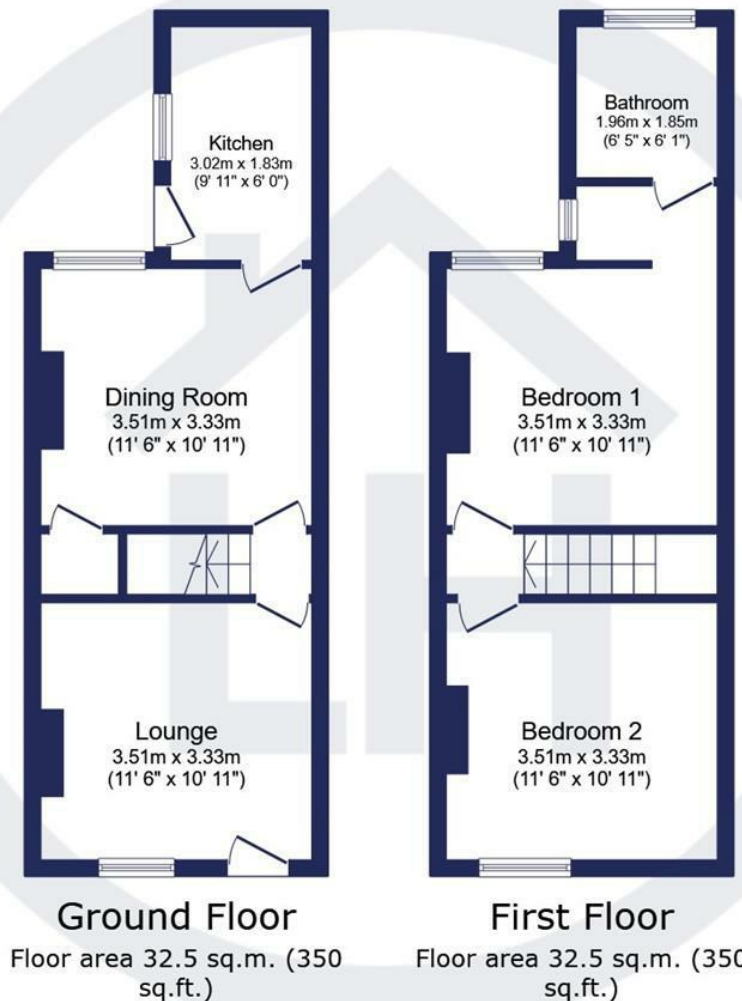 Kitchen
3.02m x 1.83m
(9' 11" x 6' 0")
Dining Room
3.51m x 3.33m
(11' 6" x 10' 11")
Lounge
3.51m x 3.33m
(11' 6" x 10' 11")
Ground Floor
Floor area 32.5 sq.m. (350
sq.ft.)
Bathroom
1.96m x 1.85m
(6' 5" x 6' 1")
Bedroom 1
3.51m x 3.33m
(11' 6" x 10' 11")
Bedroom 2
3.51m x 3.33m
(11' 6" x 10' 11")
First Floor
Floor area 32.5 sq.m. (350
sq.ft.)
LH